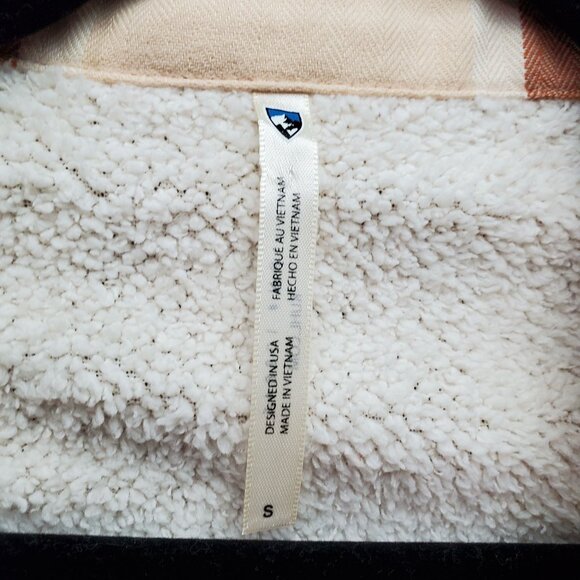 FABRIQUE AU VIETNAM
HECHO EN VIETNAM
DESIGNED IN USA
MADE IN VIETNAM
S